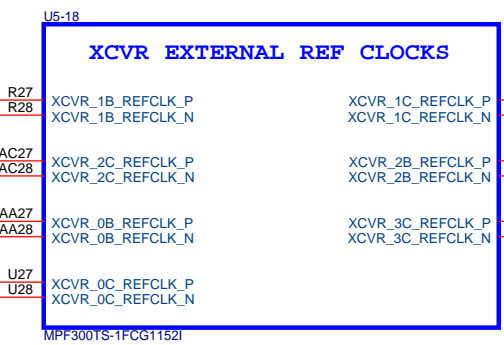 U5-18
XCVR EXTERNAL REF CLOCKS
R27 XCVR_1B_REFCLK_P XCVR_1C_REFCLK_P
R28 XCVR_1B_REFCLK_N XCVR_1C_REFCLK_N
AC27 XCVR_2C_REFCLK_P XCVR_2B_REFCLK_P
AC28 XCVR_2C_REFCLK_N XCVR_2B_REFCLK_N
AA27 XCVR_0B_REFCLK_P XCVR_3C_REFCLK_P
AA28 XCVR_0B_REFCLK_N XCVR_3C_REFCLK_N
U27 XCVR_0C_REFCLK_P
U28 XCVR_0C_REFCLK_N
MPF300TS-1FCG1152I